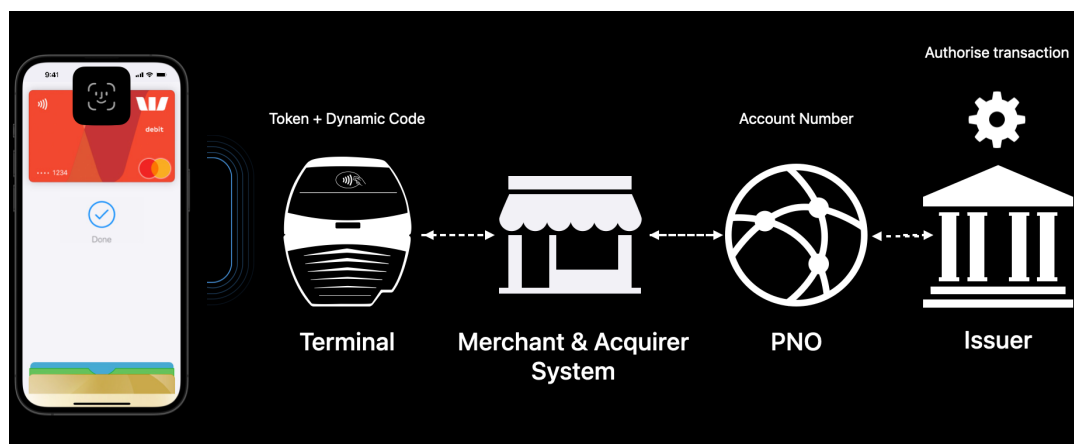 9:41
debit
•••• 1234
Done
Token + Dynamic Code
Terminal
Merchant & Acquirer
System
Account Number
PNO
Authorise transaction
Issuer